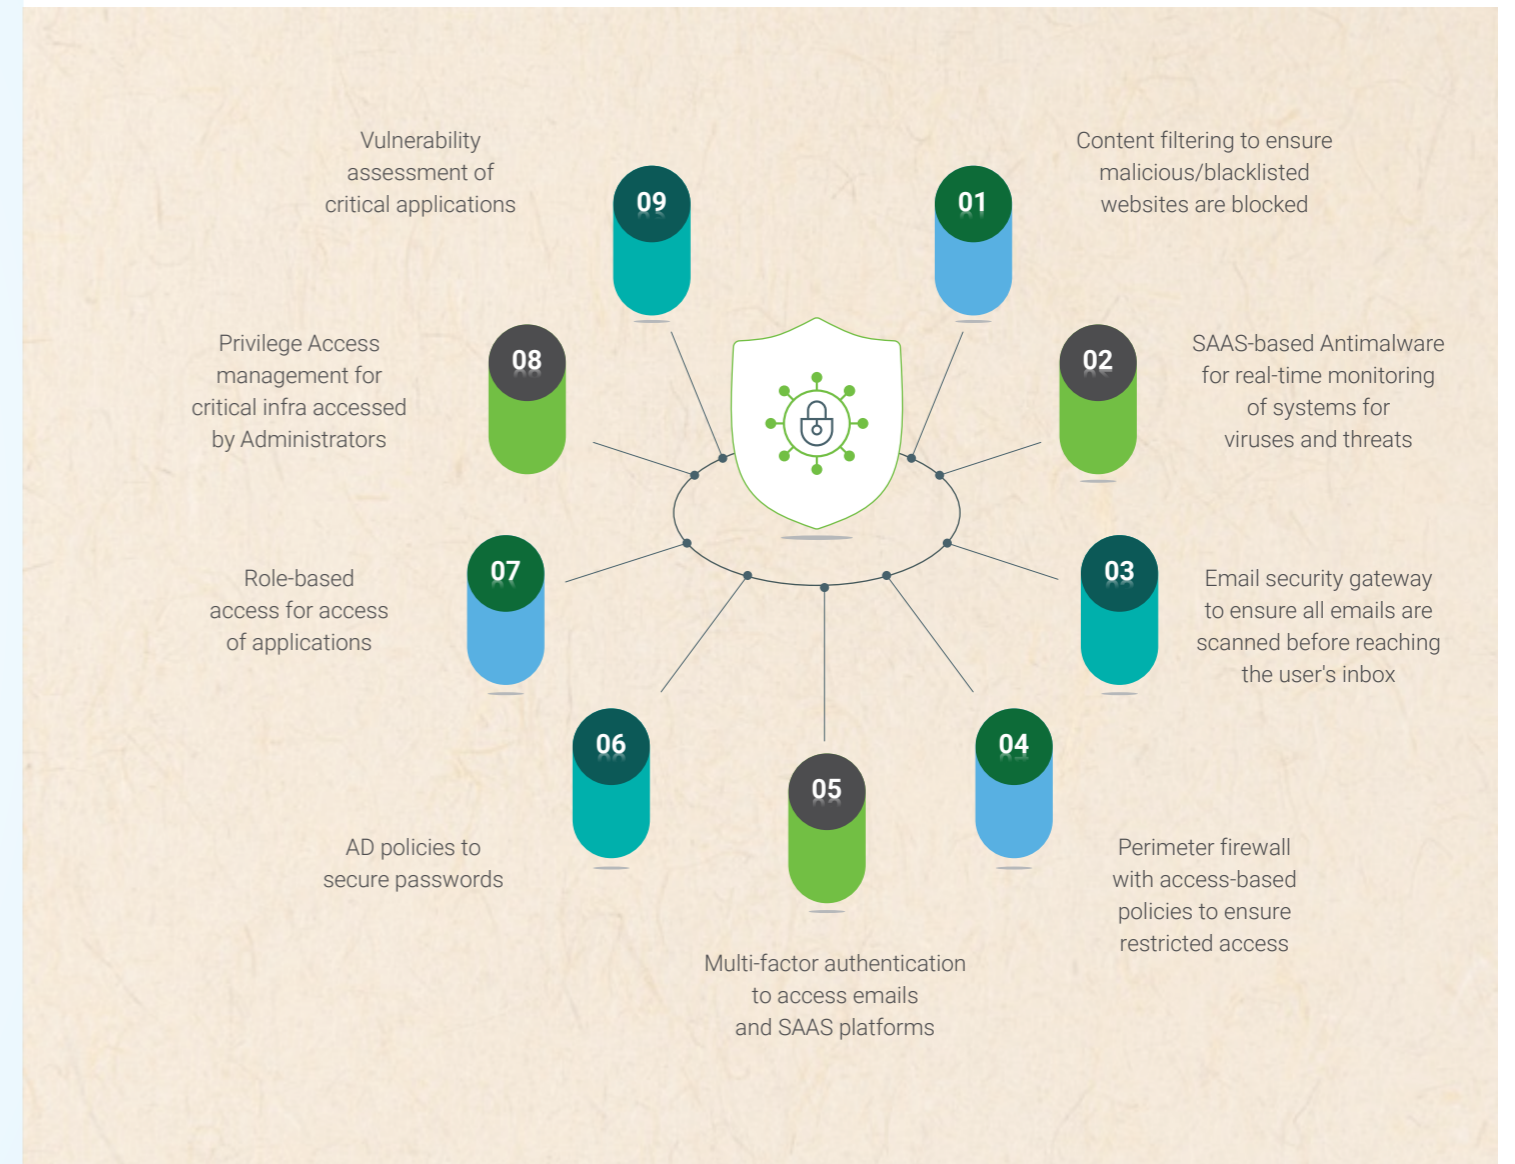 01
Content filtering to ensure
malicious/blacklisted
websites are blocked
02
SAAS-based Antimalware
for real-time monitoring
of systems for
viruses and threats
03
Email security gateway
to ensure all emails are
scanned before reaching
the user's inbox
04
Perimeter firewall
with access-based
policies to ensure
restricted access
05
Multi-factor authentication
to access emails
and SAAS platforms
06
AD policies to
secure passwords
07
Role-based
access for access
of applications
08
Privilege Access
management for
critical infra accessed
by Administrators
09
Vulnerability
assessment of
critical applications